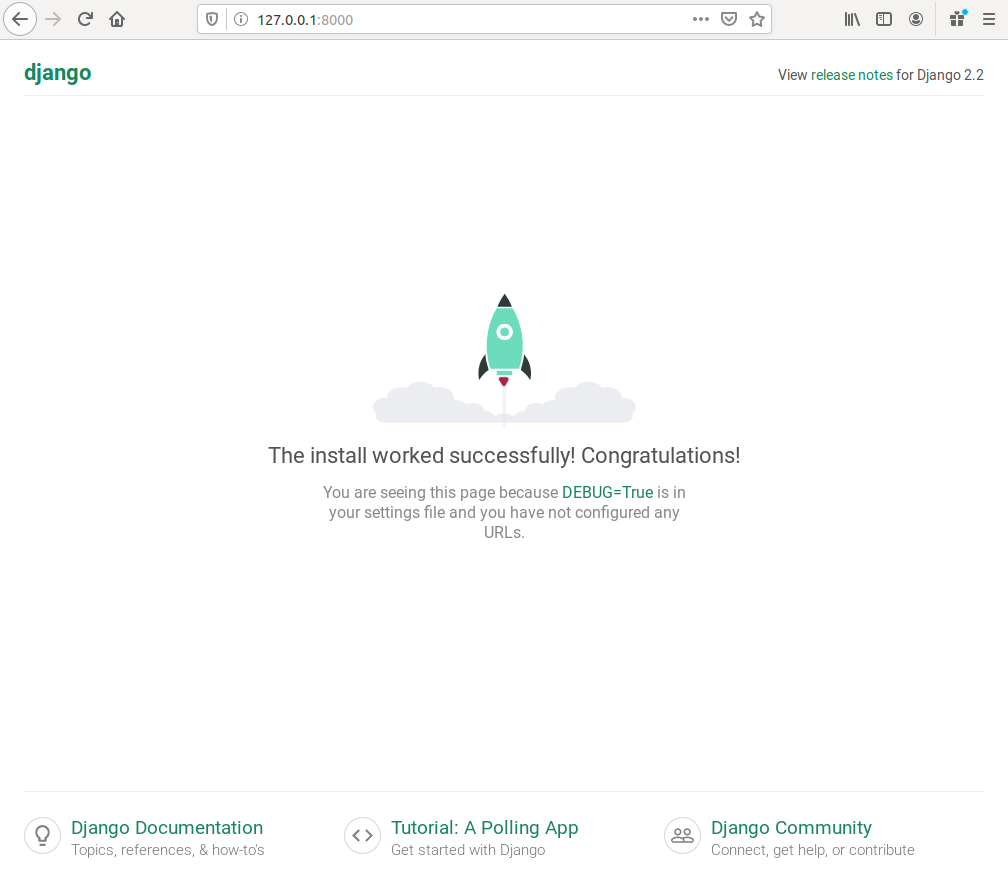 127.0.0.1:8000
django
View release notes for Django 2.2
The install worked successfully! Congratulations!
You are seeing this page because DEBUG=True is in
your settings file and you have not configured any
URLs.
Django Documentation
Topics, references, & how-to's
Tutorial: A Polling App
Get started with Django
Django Community
Connect, get help, or contribute